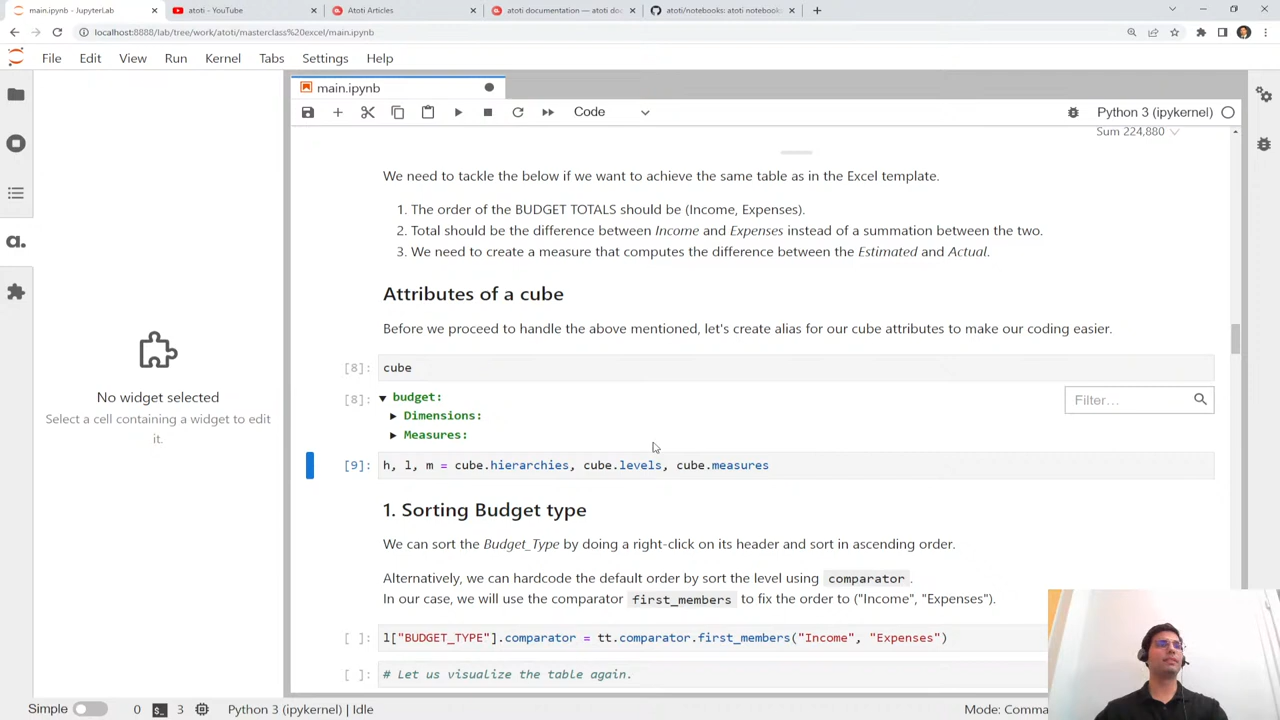 main.ipynb - JupyterLab
atoti - YouTube
Atoti Articles
atoti documentation — atoti doc
atoti/notebooks: atoti notebook
localhost:8888/lab/tree/work/atoti/masterclass%20excel/main.ipynb
File Edit View Run Kernel Tabs Settings Help
main.ipynb
Code
Python 3 (ipykernel)
Sum 224,880
We need to tackle the below if we want to achieve the same table as in the Excel template.
1. The order of the BUDGET TOTALS should be (Income, Expenses).
2. Total should be the difference between Income and Expenses instead of a summation between the two.
3. We need to create a measure that computes the difference between the Estimated and Actual.
Attributes of a cube
Before we proceed to handle the above mentioned, let's create alias for our cube attributes to make our coding easier.
[8]: cube
[8]: budget:
Filter...
Dimensions:
Measures:
[9]: h, l, m = cube.hierarchies, cube.levels, cube.measures
1. Sorting Budget type
We can sort the Budget_Type by doing a right-click on its header and sort in ascending order.
Alternatively, we can hardcode the default order by sort the level using comparator .
In our case, we will use the comparator first_members to fix the order to ("Income", "Expenses").
[ ]: l["BUDGET_TYPE"].comparator = tt.comparator.first_members("Income", "Expenses")
[ ]: # Let us visualize the table again.
a.
No widget selected
Select a cell containing a widget to edit
it.
Simple 0 3 Python 3 (ipykernel) | Idle
Mode: Comma